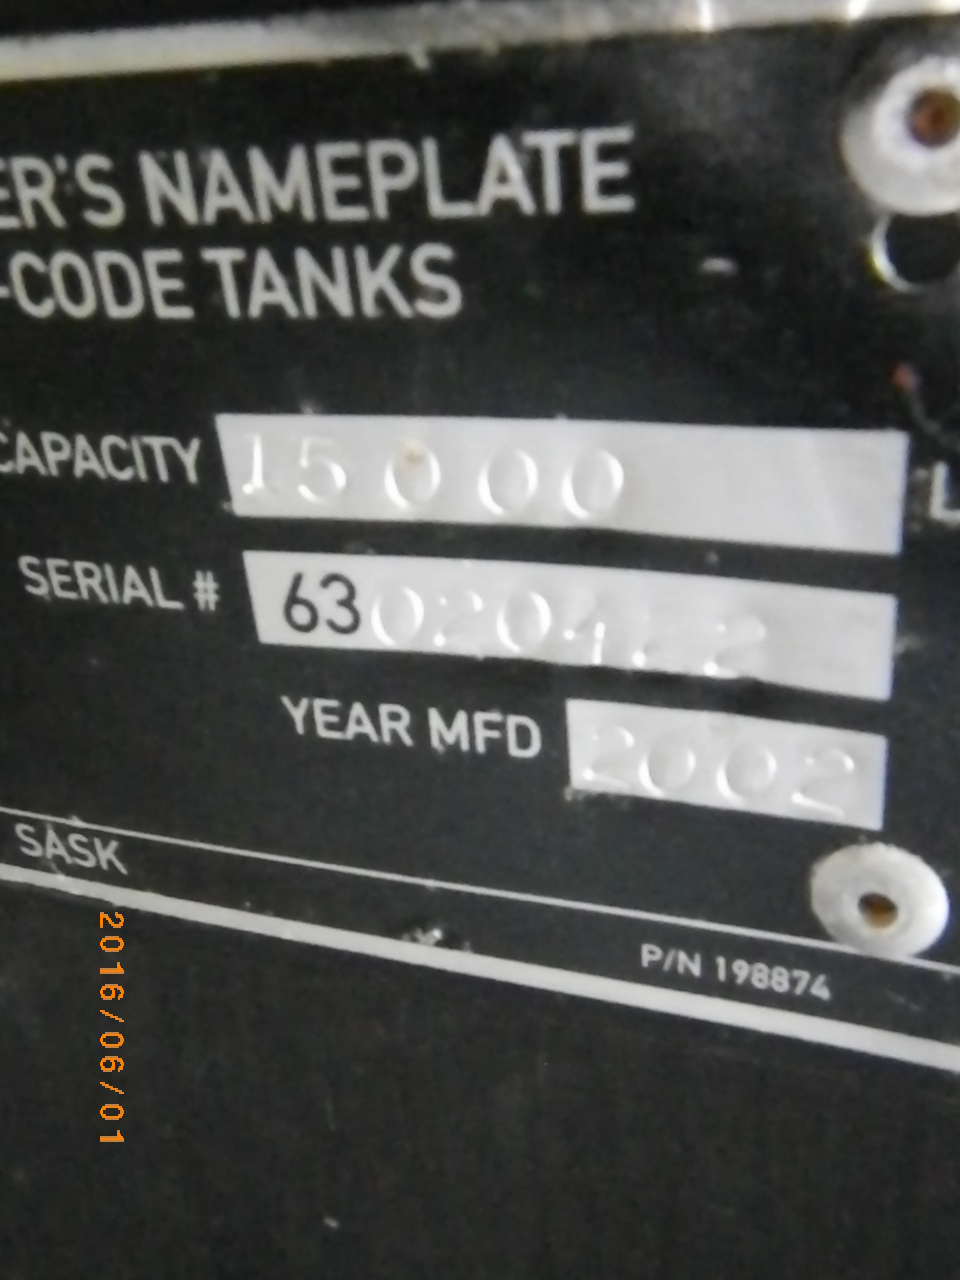 ER'S NAMEPLATE
-CODE TANKS
CAPACITY 15000 L
SERIAL #
YEAR MFD 2002
SASK
P/N 198874
2016/06/01